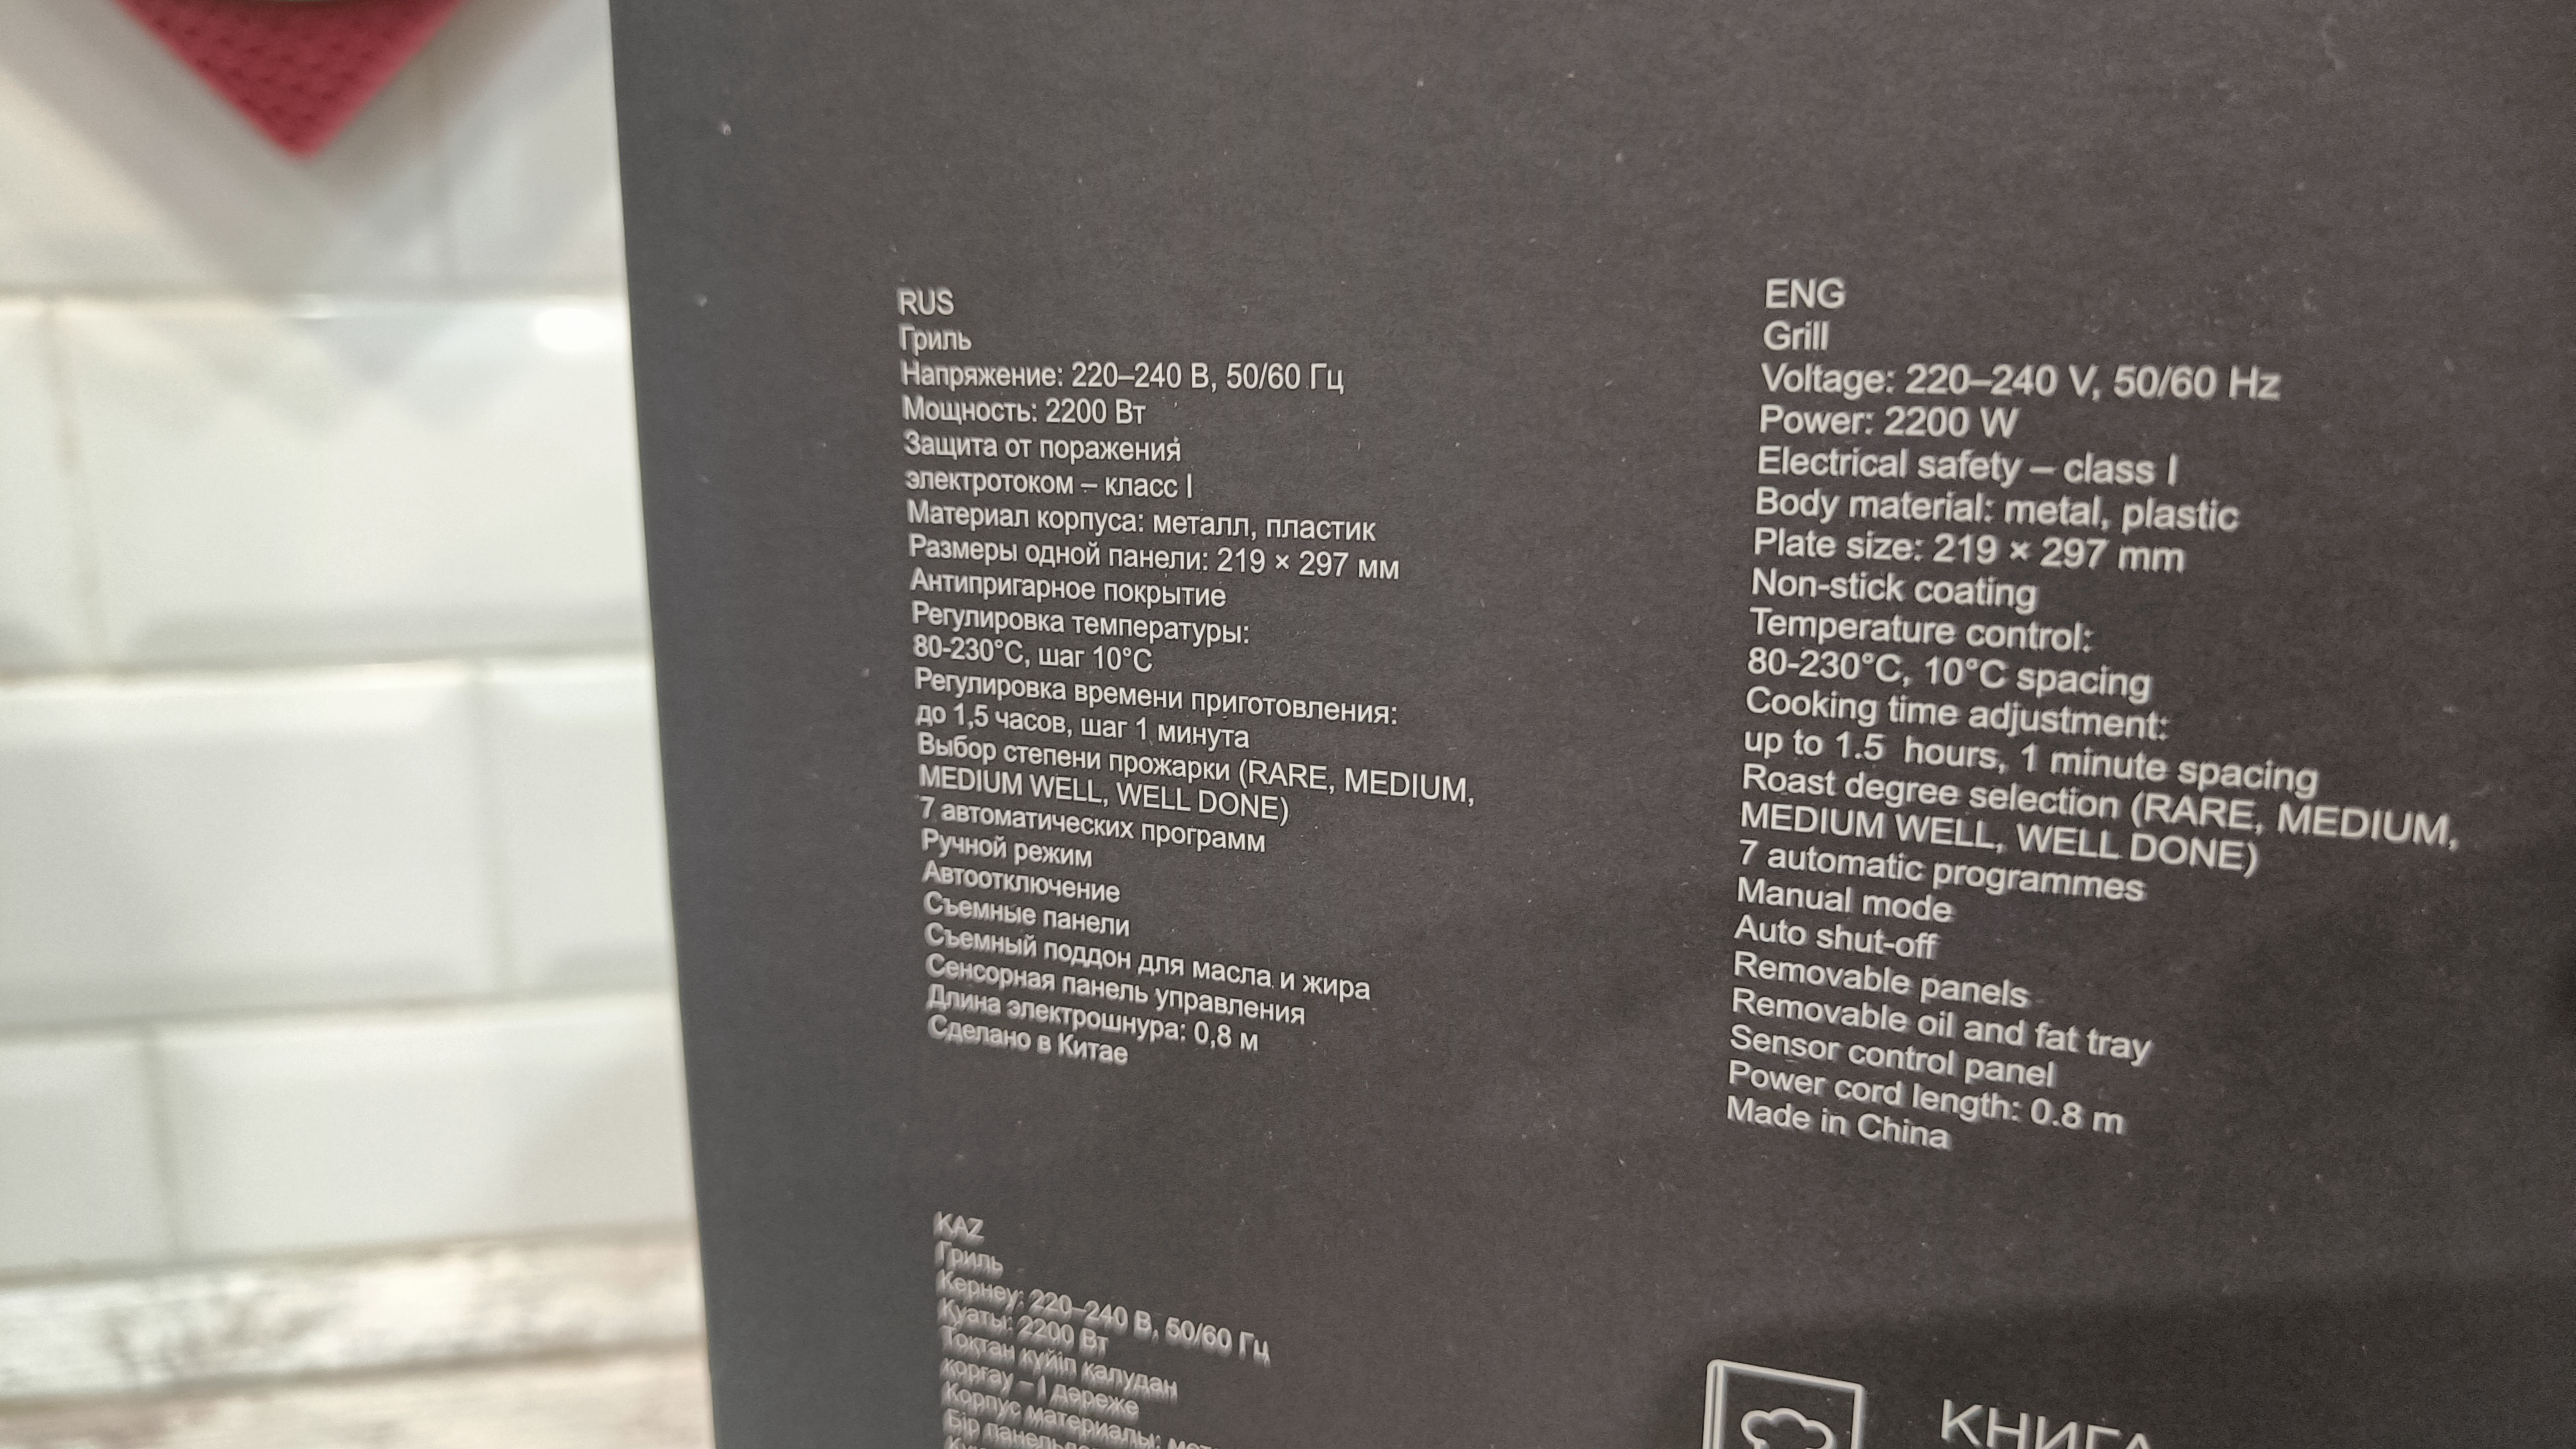 RUS
Гриль
Напряжение: 220–240 В, 50/60 Гц
Мощность: 2200 Вт
Защита от поражения
электротоком – класс I
Материал корпуса: металл, пластик
Размеры одной панели: 219 × 297 мм
Антипригарное покрытие
Регулировка температуры:
80-230°C, шаг 10°C
Регулировка времени приготовления:
до 1,5 часов, шаг 1 минута
Выбор степени прожарки (RARE, MEDIUM,
MEDIUM WELL, WELL DONE)
7 автоматических программ
Ручной режим
Автоотключение
Съемные панели
Съемный поддон для масла и жира
Сенсорная панель управления
Длина электрошнура: 0,8 м
Сделано в Китае
ENG
Grill
Voltage: 220–240 V, 50/60 Hz
Power: 2200 W
Electrical safety – class I
Body material: metal, plastic
Plate size: 219 × 297 mm
Non-stick coating
Temperature control:
80-230°C, 10°C spacing
Cooking time adjustment:
up to 1.5 hours, 1 minute spacing
Roast degree selection (RARE, MEDIUM,
MEDIUM WELL, WELL DONE)
7 automatic programmes
Manual mode
Auto shut-off
Removable panels
Removable oil and fat tray
Sensor control panel
Power cord length: 0.8 m
Made in China
KAZ
Гриль
Кернеу: 220–240 В, 50/60 Гц
Қуаты: 2200 Вт
Тоқтан күйіп қалудан
қорғау – I дәреже
Корпус материалы:
Бір
КНИГА